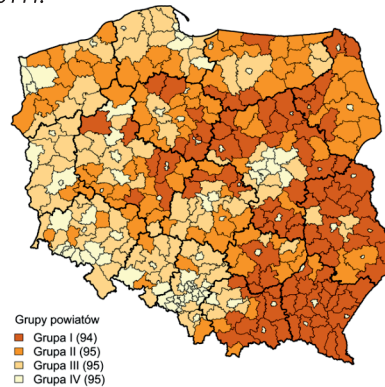 Grupy powiatów
Grupa I (94)
Grupa II (95)
Grupa III (95)
Grupa IV (95)